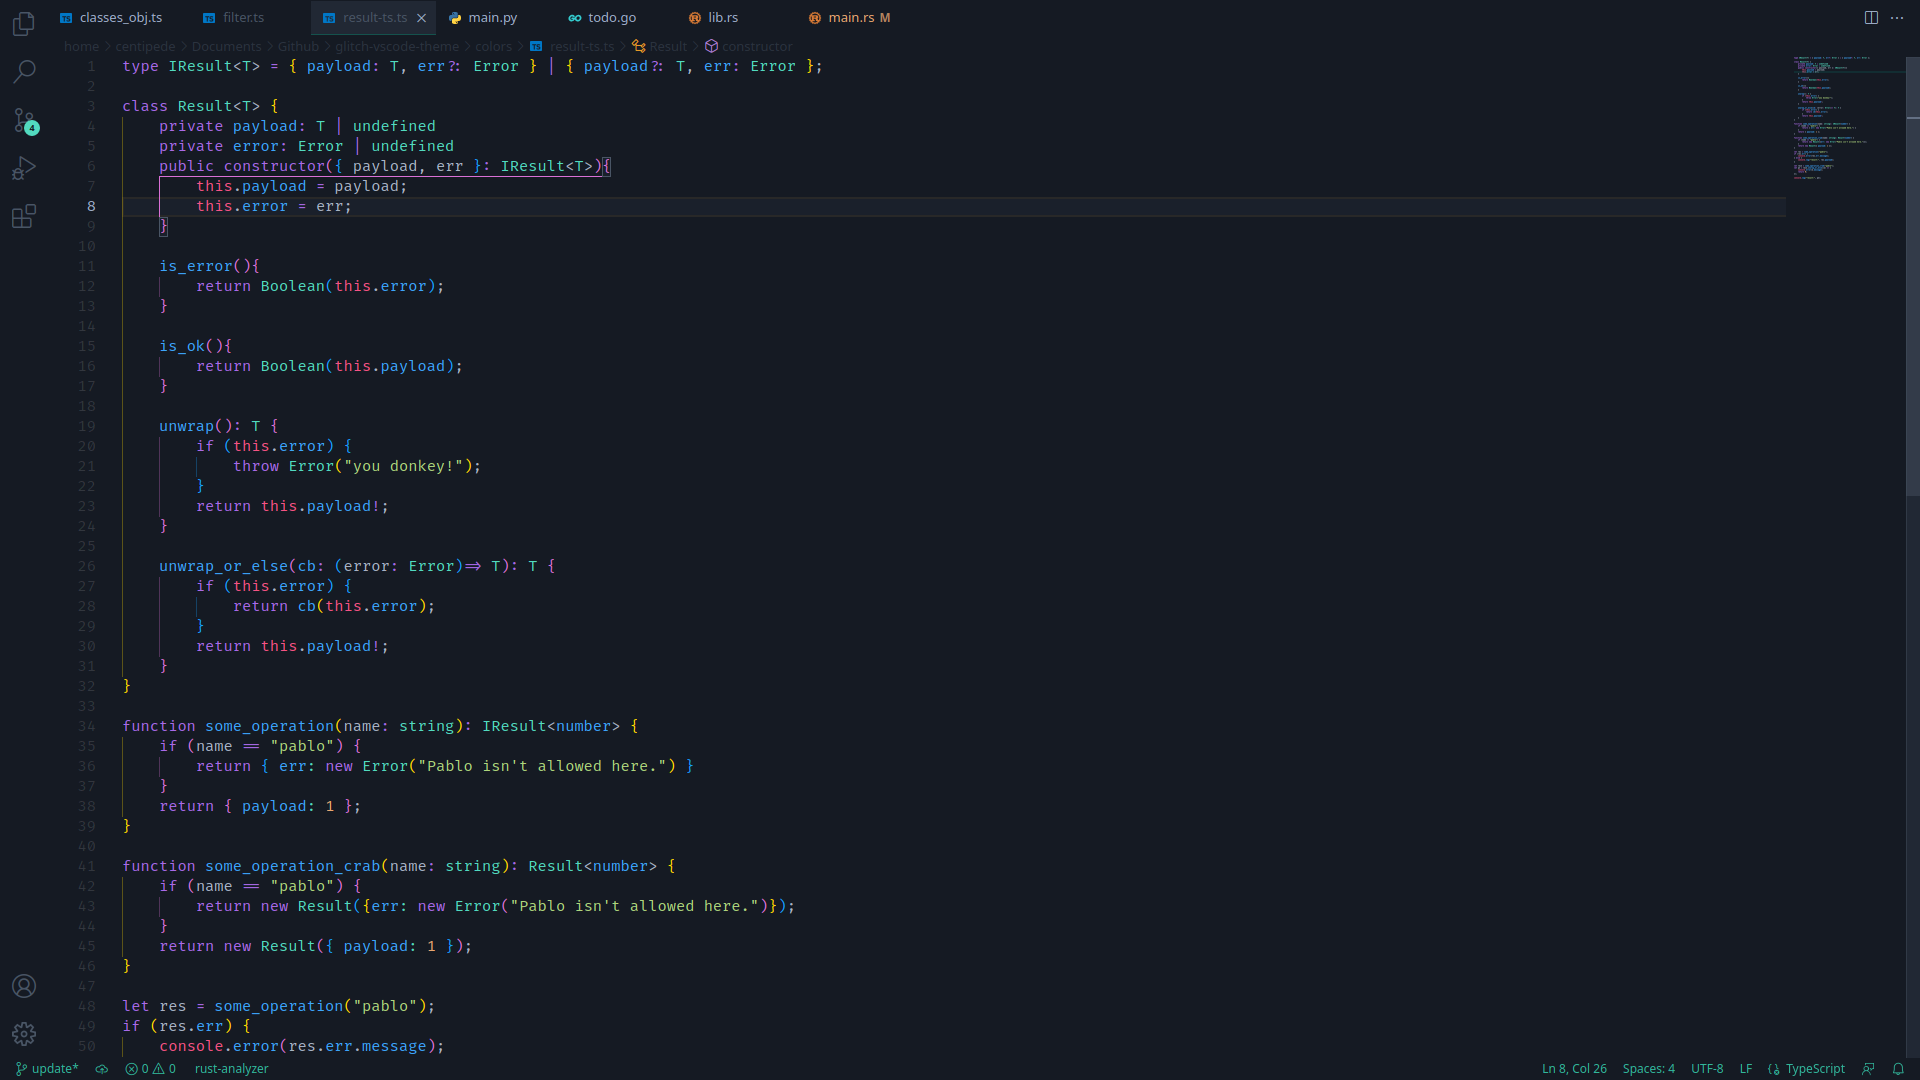 classes_obj.ts filter.ts result-ts.ts main.py todo.go lib.rs main.rs M
home > centipede > Documents > Github > glitch-vscode-theme > colors > result-ts.ts > Result > constructor
1 type IResult<T> = { payload: T, err?: Error } | { payload?: T, err: Error };
2
3 class Result<T> {
4 private payload: T | undefined
5 private error: Error | undefined
6 public constructor({ payload, err }: IResult<T>){
7 this.payload = payload;
8 this.error = err;
9 }
10
11 is_error(){
12 return Boolean(this.error);
13 }
14
15 is_ok(){
16 return Boolean(this.payload);
17 }
18
19 unwrap(): T {
20 if (this.error) {
21 throw Error("you donkey!");
22 }
23 return this.payload!;
24 }
25
26 unwrap_or_else(cb: (error: Error)=> T): T {
27 if (this.error) {
28 return cb(this.error);
29 }
30 return this.payload!;
31 }
32 }
33
34 function some_operation(name: string): IResult<number> {
35 if (name == "pablo") {
36 return { err: new Error("Pablo isn't allowed here.") }
37 }
38 return { payload: 1 };
39 }
40
41 function some_operation_crab(name: string): Result<number> {
42 if (name == "pablo") {
43 return new Result({err: new Error("Pablo isn't allowed here.")});
44 }
45 return new Result({ payload: 1 });
46 }
47
48 let res = some_operation("pablo");
49 if (res.err) {
50 console.error(res.err.message);
4
update* 0 0 rust-analyzer Ln 8, Col 26 Spaces: 4 UTF-8 LF TypeScript